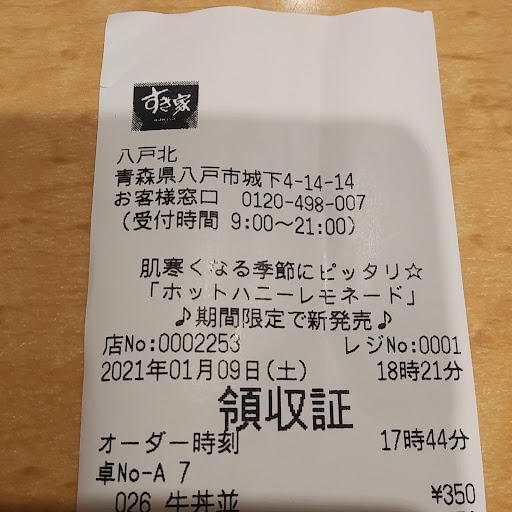 すき家
八戸北
青森県八戸市城下4-14-14
お客様窓口 0120-498-007
(受付時間 9:00~21:00)
肌寒くなる季節にピッタリ☆
「ホットハニーレモネード」
♪期間限定で新発売♪
店No:0002253 レジNo:0001
2021年01月09日(土) 18時21分
領収証
オーダー時刻 17時44分
卓No-A 7
026 牛丼並 ¥350